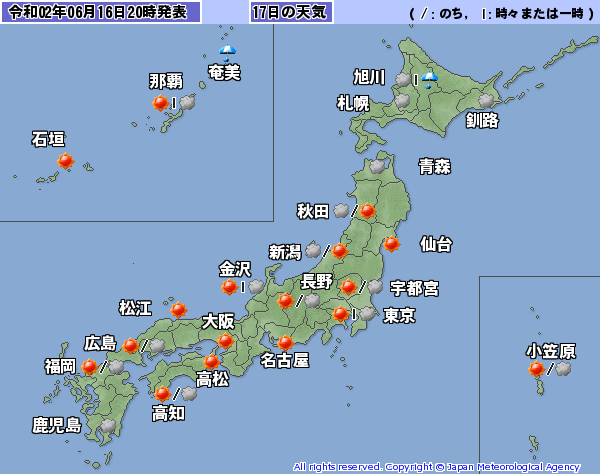 令和02年06月16日20時発表 17日の天気 ( /: のち, |: 時々または一時 )
奄美
那覇
旭川
札幌
釧路
石垣
青森
秋田
仙台
新潟
金沢
長野
宇都宮
松江
大阪
東京
広島
名古屋
小笠原
福岡
高松
高知
鹿児島
All rights reserved. Copyright © Japan Meteorological Agency